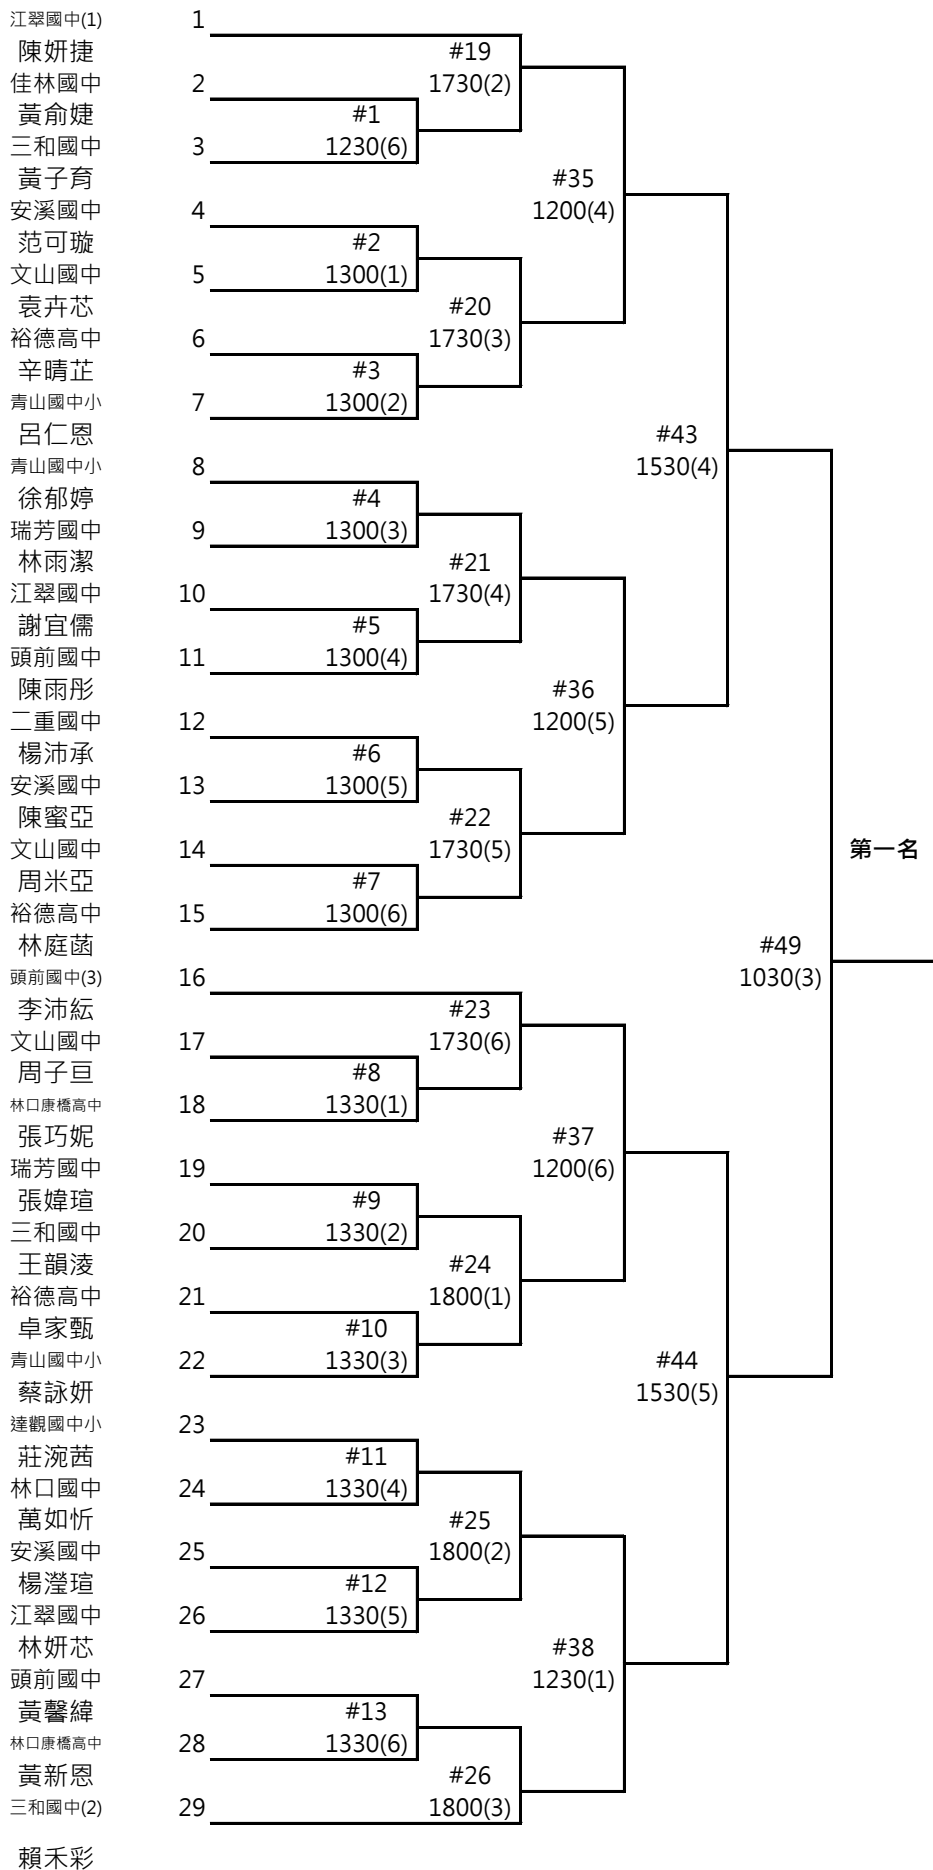 江翠國中(1) 1
陳妍捷 #19
佳林國中 2 1730(2)
黃俞婕 #1
三和國中 3 1230(6)
黃子育 #35
安溪國中 4 1200(4)
范可璇 #2
文山國中 5 1300(1)
袁卉芯 #20
裕德高中 6 1730(3)
辛晴芷 #3
青山國中小 7 1300(2)
呂仁恩 #43
青山國中小 8 1530(4)
徐郁婷 #4
瑞芳國中 9 1300(3)
林雨潔 #21
江翠國中 10 1730(4)
謝宜儒 #5
頭前國中 11 1300(4)
陳雨彤 #36
二重國中 12 1200(5)
楊沛承 #6
安溪國中 13 1300(5)
陳蜜亞 #22
文山國中 14 1730(5) 第一名
周米亞 #7
裕德高中 15 1300(6)
林庭菡 #49
頭前國中(3) 16 1030(3)
李沛紜 #23
文山國中 17 1730(6)
周子亘 #8
林口康橋高中 18 1330(1)
張巧妮 #37
瑞芳國中 19 1200(6)
張媁瑄 #9
三和國中 20 1330(2)
王韻淩 #24
裕德高中 21 1800(1)
卓家甄 #10
青山國中小 22 1330(3) #44
蔡詠妍 1530(5)
達觀國中小 23
莊涴茜 #11
林口國中 24 1330(4)
萬如忻 #25
安溪國中 25 1800(2)
楊瀅瑄 #12
江翠國中 26 1330(5)
林妍芯 #38
頭前國中 27 1230(1)
黃馨緯 #13
林口康橋高中 28 1330(6)
黃新恩 #26
三和國中(2) 29 1800(3)
賴禾彩